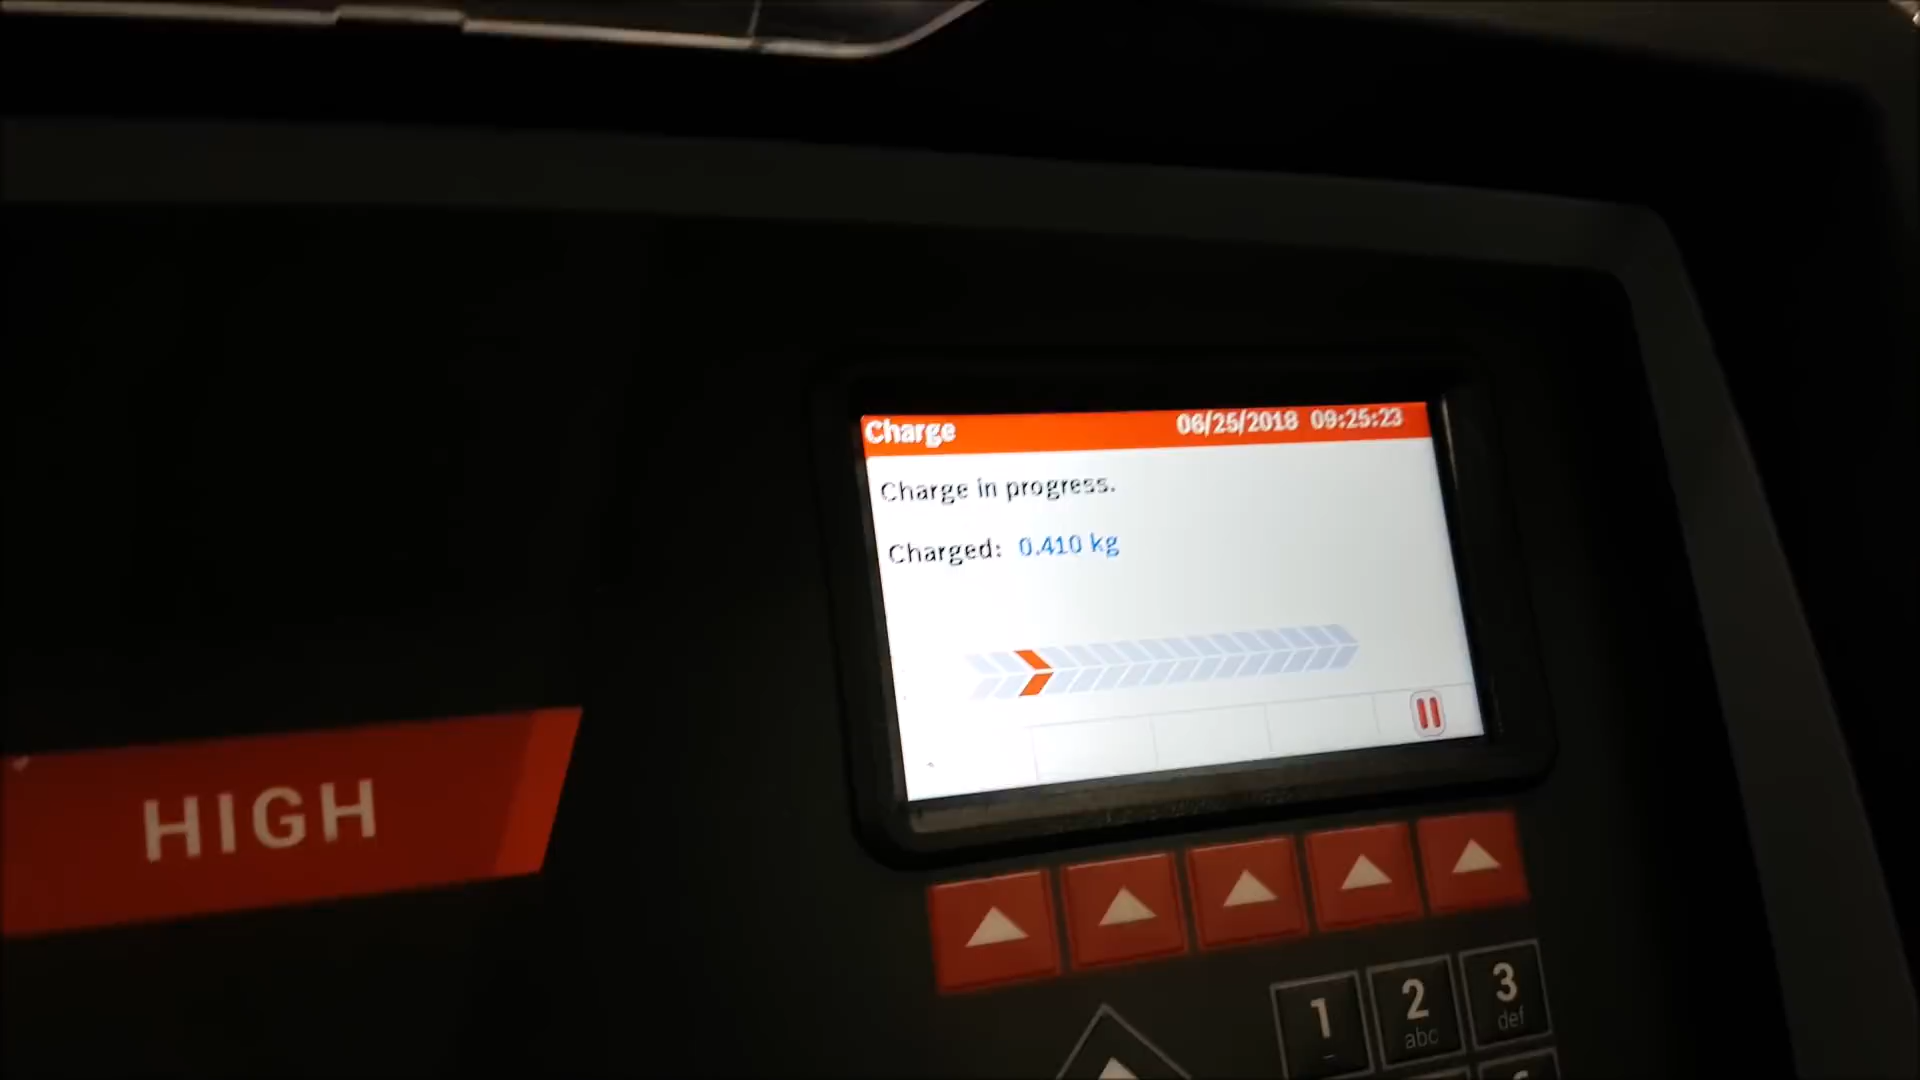 Charge 06/25/2018 09:25:23
Charge in progress.
Charged: 0.410 kg
HIGH
1 2 3
abc def